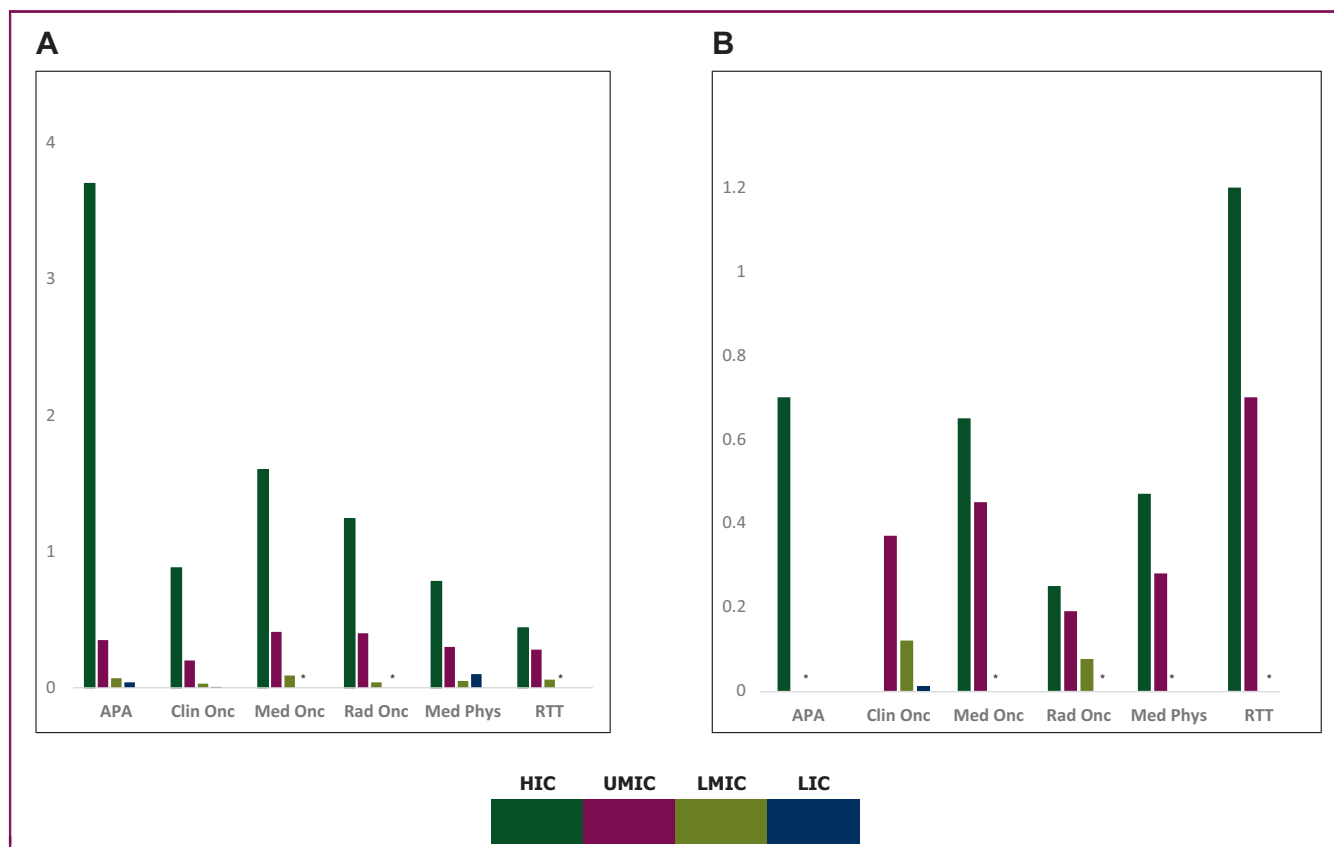 A
4
3
2
1
0
* * *
APA Clin Onc Med Onc Rad Onc Med Phys RTT
B
1.2
1
0.8
0.6
0.4
0.2
0
* * * * *
APA Clin Onc Med Onc Rad Onc Med Phys RTT
HIC UMIC LMIC LIC